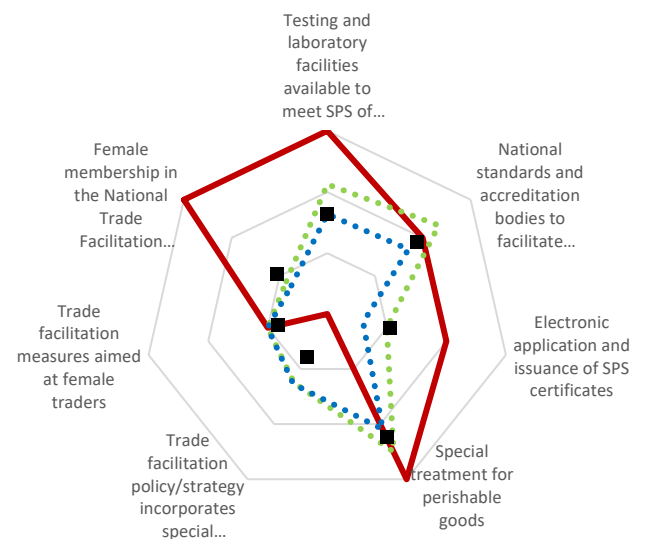 Testing and
laboratory
facilities
available to
meet SPS of…
National
standards and
accreditation
bodies to
facilitate…
Electronic
application and
issuance of SPS
certificates
Special
treatment for
perishable
goods
Trade
facilitation
policy/strategy
incorporates
special…
Trade
facilitation
measures aimed
at female
traders
Female
membership in
the National
Trade
Facilitation…